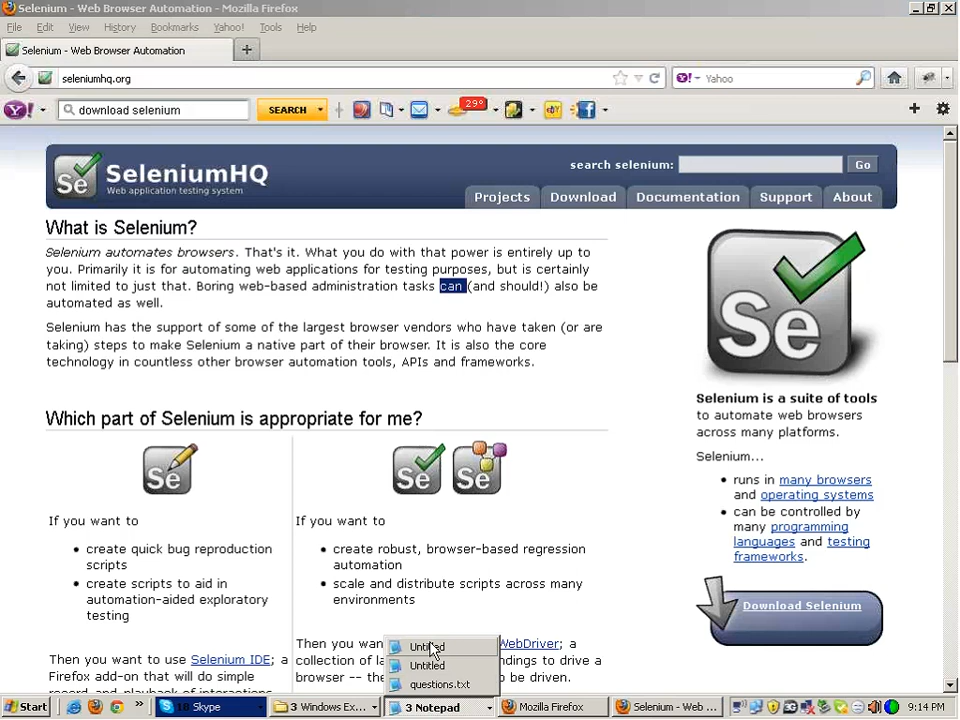 Selenium - Web Browser Automation - Mozilla Firefox
File Edit View History Bookmarks Yahoo! Tools Help
Selenium - Web Browser Automation
seleniumhq.org
Yahoo
download selenium
SEARCH
29°
SeleniumHQ
Web application testing system
search selenium:
Go
Projects Download Documentation Support About
What is Selenium?
Selenium automates browsers. That's it. What you do with that power is entirely up to
you. Primarily it is for automating web applications for testing purposes, but is certainly
not limited to just that. Boring web-based administration tasks can (and should!) also be
automated as well.
Selenium has the support of some of the largest browser vendors who have taken (or are
taking) steps to make Selenium a native part of their browser. It is also the core
technology in countless other browser automation tools, APIs and frameworks.
Which part of Selenium is appropriate for me?
If you want to
• create quick bug reproduction
scripts
• create scripts to aid in
automation-aided exploratory
testing
Then you want to use Selenium IDE; a
Firefox add-on that will do simple
If you want to
• create robust, browser-based regression
automation
• scale and distribute scripts across many
environments
Then you wan WebDriver; a
collection of la ndings to drive a
browser -- the to be driven.
Se
Selenium is a suite of tools
to automate web browsers
across many platforms.
Selenium...
• runs in many browsers
and operating systems
• can be controlled by
many programming
languages and testing
frameworks.
Download Selenium
Untitled
Untitled
questions.txt
Start
10 Skype
3 Windows Ex...
3 Notepad
Mozilla Firefox
Selenium - Web ...
9:14 PM